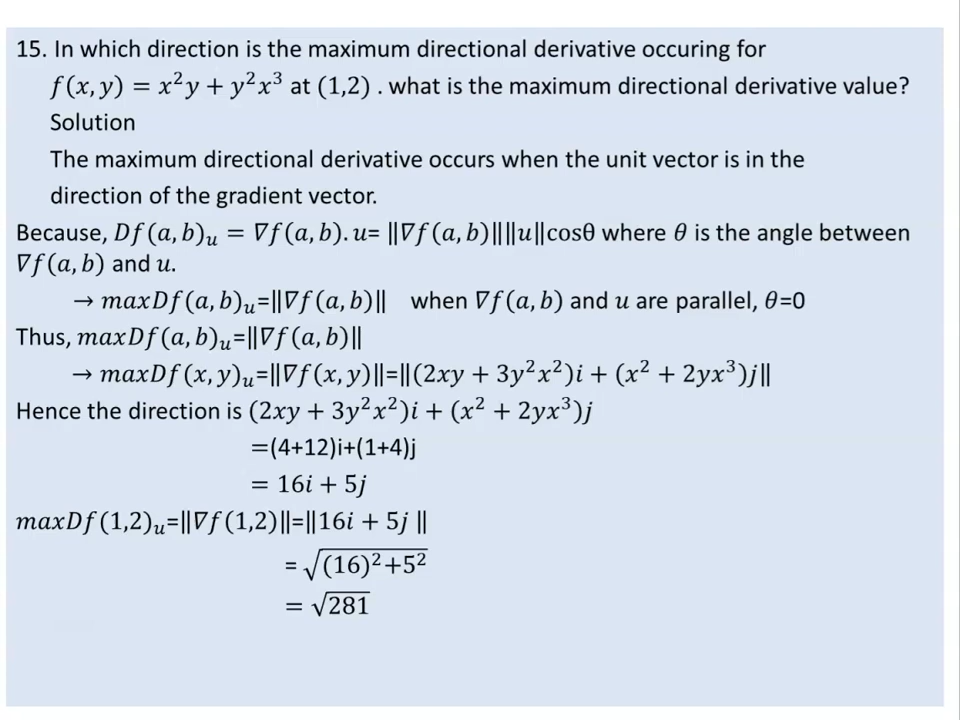 15. In which direction is the maximum directional derivative occuring for
f(x, y) = x²y + y²x³ at (1,2) . what is the maximum directional derivative value?
Solution
The maximum directional derivative occurs when the unit vector is in the
direction of the gradient vector.
Because, Df(a, b)ᵤ = ∇f(a, b). u= ‖∇f(a, b)‖‖u‖cosθ where θ is the angle between
∇f(a, b) and u.
→ maxDf(a, b)ᵤ=‖∇f(a, b)‖ when ∇f(a, b) and u are parallel, θ=0
Thus, maxDf(a, b)ᵤ=‖∇f(a, b)‖
→ maxDf(x, y)ᵤ=‖∇f(x, y)‖=‖(2xy + 3y²x²)i + (x² + 2yx³)j‖
Hence the direction is (2xy + 3y²x²)i + (x² + 2yx³)j
=(4+12)i+(1+4)j
= 16i + 5j
maxDf(1,2)ᵤ=‖∇f(1,2)‖=‖16i + 5j ‖
= √((16)²+5²)
= √281